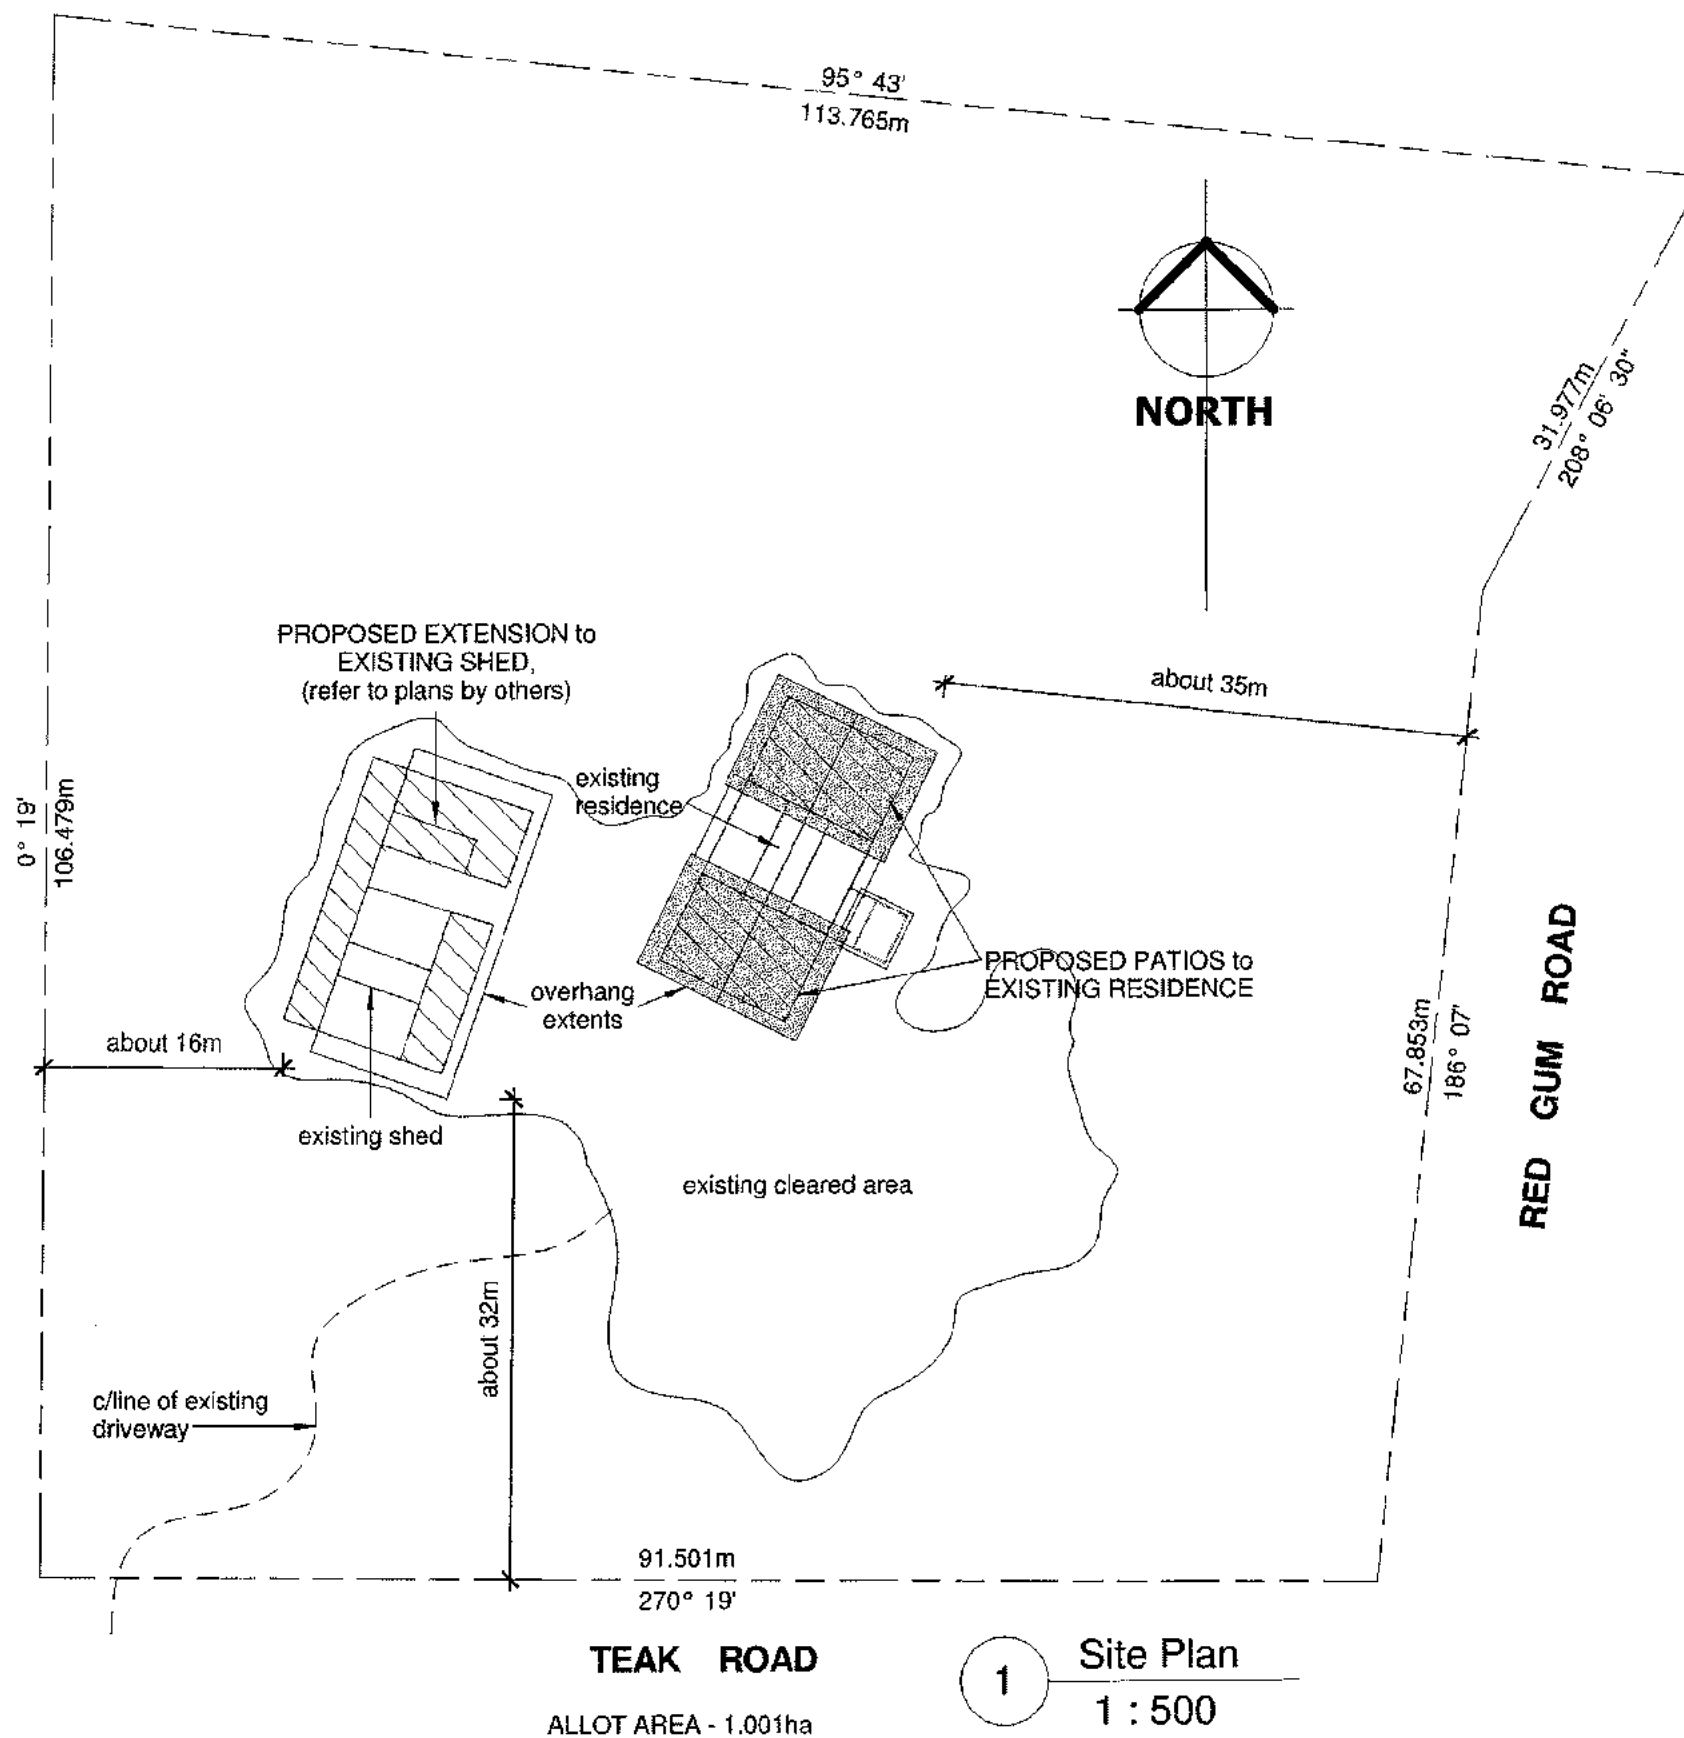 95° 43'
113.765m
NORTH
31.977m
208° 06' 30"
PROPOSED EXTENSION to
EXISTING SHED,
(refer to plans by others)
about 35m
existing
residence
0° 19'
106.479m
PROPOSED PATIOS to
EXISTING RESIDENCE
overhang
extents
about 16m
existing shed
67.853m
186° 07'
RED GUM ROAD
existing cleared area
about 32m
c/line of existing
driveway
91.501m
270° 19'
TEAK ROAD
1
Site Plan
1 : 500
ALLOT AREA - 1.001ha